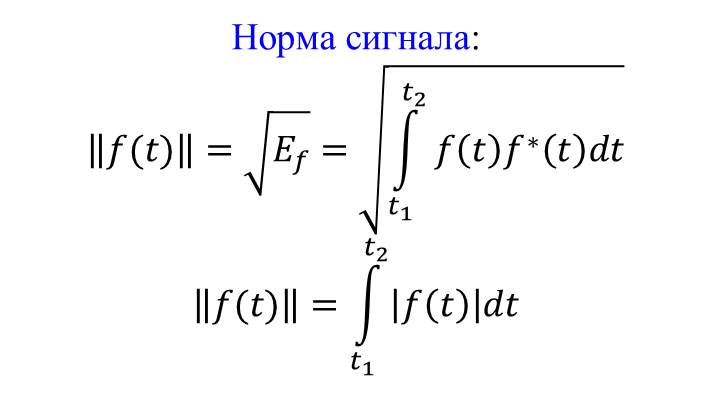 Норма сигнала:
‖f(t)‖ = √E_f = √∫_{t_1}^{t_2} f(t)f*(t)dt
‖f(t)‖ = ∫_{t_1}^{t_2} |f(t)|dt